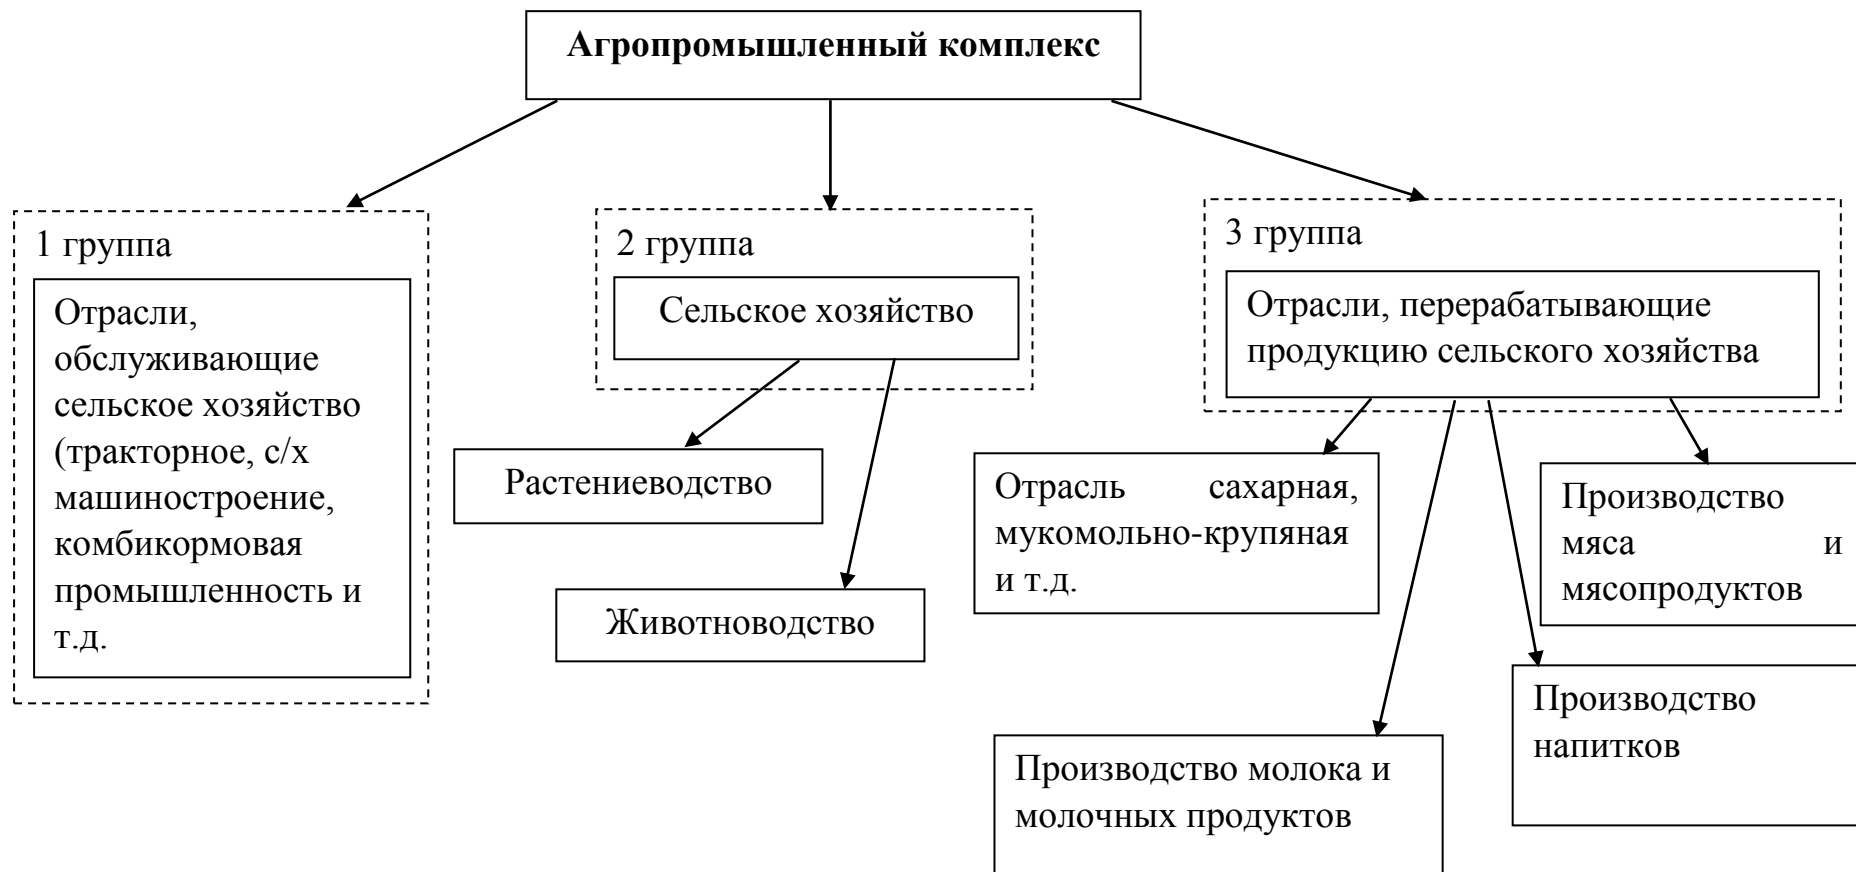 Агропромышленный комплекс
1 группа
Отрасли,
обслуживающие
сельское хозяйство
(тракторное, с/х
машиностроение,
комбикормовая
промышленность и
т.д.
2 группа
Сельское хозяйство
Растениеводство
Животноводство
3 группа
Отрасли, перерабатывающие
продукцию сельского хозяйства
Отрасль сахарная,
мукомольно-крупяная
и т.д.
Производство
мяса и
мясопродуктов
Производство молока и
молочных продуктов
Производство
напитков